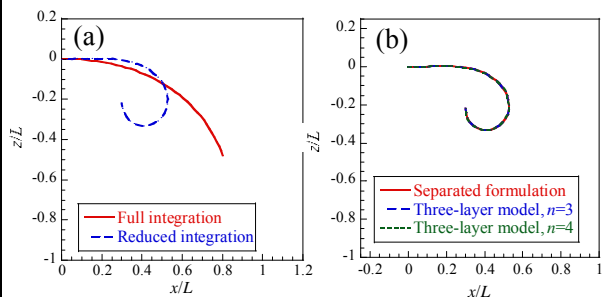 (a)
0.2
0
-0.2
-0.4
-0.6
-0.8
-1
z/L
Full integration
Reduced integration
0 0.2 0.4 0.6 0.8 1 1.2
x/L
(b)
0.2
0
-0.2
-0.4
-0.6
-0.8
-1
z/L
Separated formulation
Three-layer model, n=3
Three-layer model, n=4
-0.2 0 0.2 0.4 0.6 0.8 1
x/L